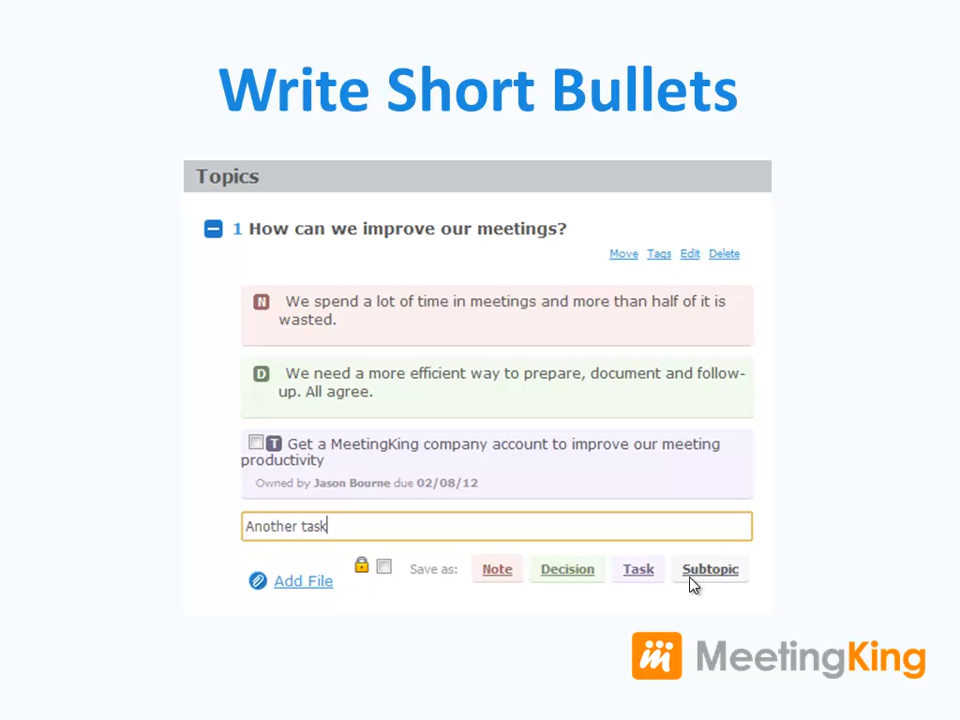 Write Short Bullets
Topics
1 How can we improve our meetings?
Move Tags Edit Delete
N We spend a lot of time in meetings and more than half of it is
wasted.
D We need a more efficient way to prepare, document and follow-
up. All agree.
T Get a MeetingKing company account to improve our meeting
productivity
Owned by Jason Bourne due 02/08/12
Another task
Add File Save as: Note Decision Task Subtopic
MeetingKing